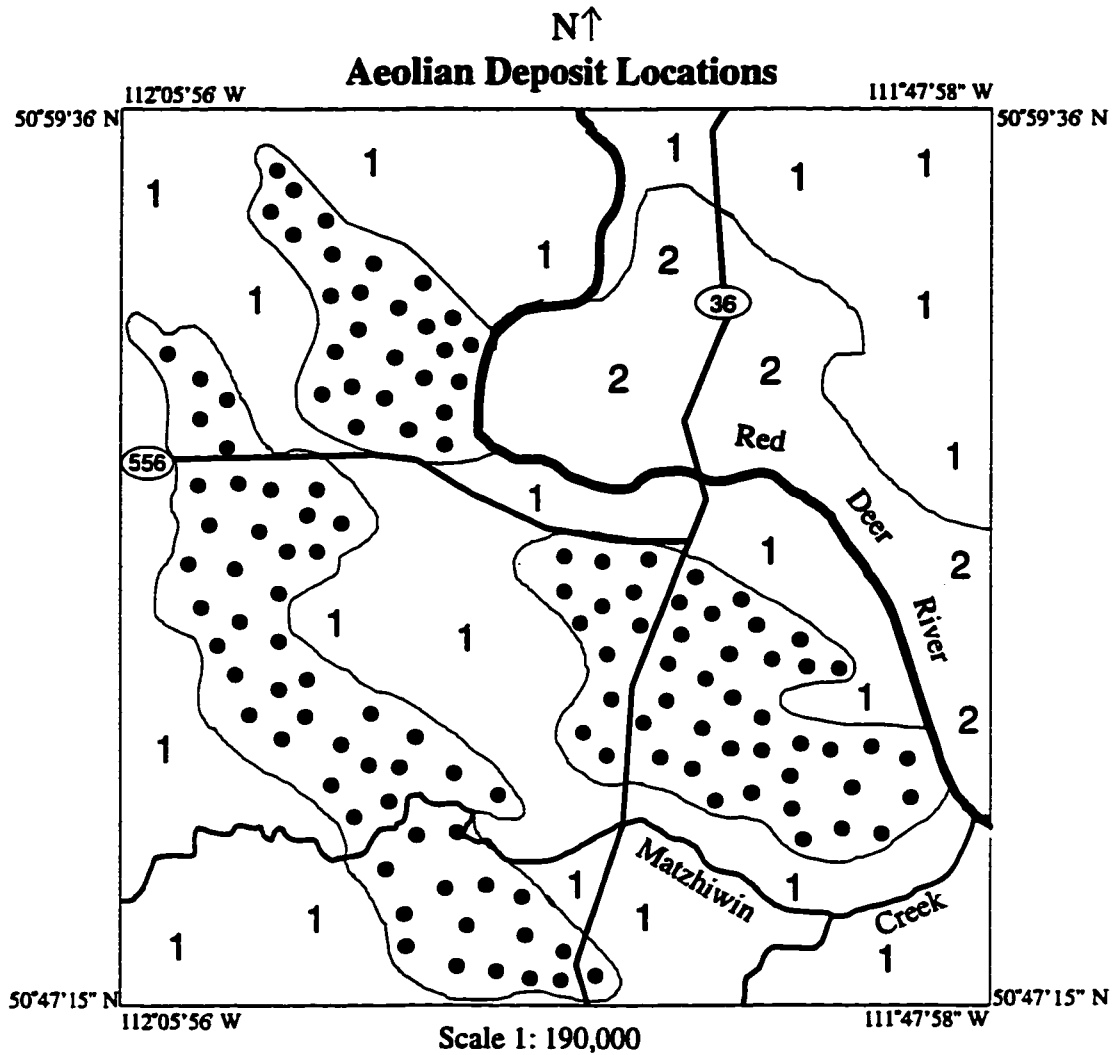 N↑
Aeolian Deposit Locations
112°05'56' W
111°47'58" W
50°59'36' N
50°59'36' N
1
1
1
1
1
1
2
1
36
1
2
2
Red
1
556
1
Deer
1
2
1
1
River
1
2
1
Matzhiwin
1
1
Creek
1
1
1
1
50°47'15" N
50°47'15" N
112°05'56' W
111°47'58" W
Scale 1: 190,000